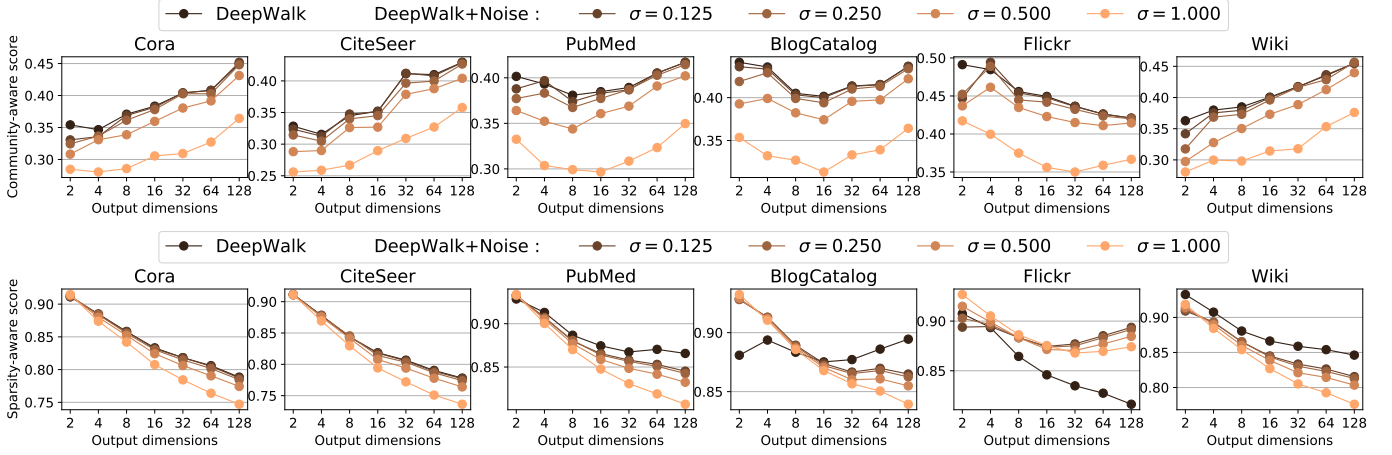 DeepWalk DeepWalk+Noise : σ = 0.125 σ = 0.250 σ = 0.500 σ = 1.000
Cora CiteSeer PubMed BlogCatalog Flickr Wiki
Community-aware score
0.45 0.40 0.35 0.30
0.40 0.35 0.30 0.25
0.40 0.35 0.30
0.40 0.35
0.50 0.45 0.40 0.35
0.45 0.40 0.35 0.30
2 4 8 16 32 64 128 2 4 8 16 32 64 128 2 4 8 16 32 64 128 2 4 8 16 32 64 128 2 4 8 16 32 64 128 2 4 8 16 32 64 128
Output dimensions Output dimensions Output dimensions Output dimensions Output dimensions Output dimensions
DeepWalk DeepWalk+Noise : σ = 0.125 σ = 0.250 σ = 0.500 σ = 1.000
Cora CiteSeer PubMed BlogCatalog Flickr Wiki
Sparsity-aware score
0.90 0.85 0.80 0.75
0.90 0.85 0.80 0.75
0.90 0.85
0.90 0.85
0.90 0.85
0.90 0.85 0.80
2 4 8 16 32 64 128 2 4 8 16 32 64 128 2 4 8 16 32 64 128 2 4 8 16 32 64 128 2 4 8 16 32 64 128 2 4 8 16 32 64 128
Output dimensions Output dimensions Output dimensions Output dimensions Output dimensions Output dimensions